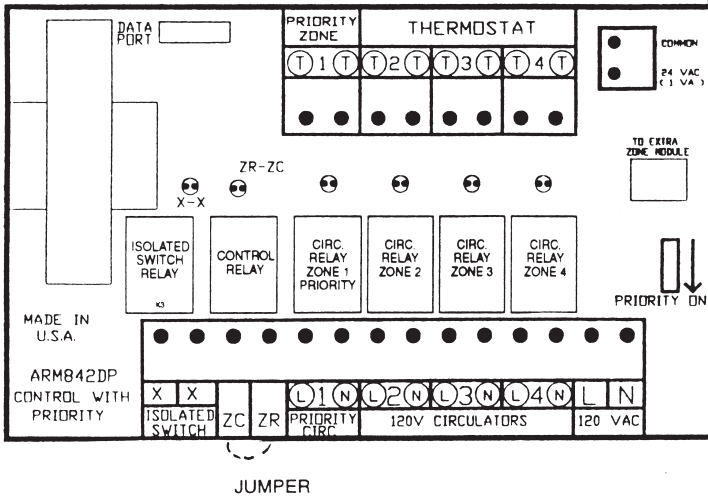 DATA
PORT
PRIORITY
ZONE
THERMOSTAT
T 1 T T 2 T T 3 T T 4 T
COMMON
24 VAC
( 1 VA )
TO EXTRA
ZONE MODULE
ZR-ZC
X-X
ISOLATED
SWITCH
RELAY
K3
CONTROL
RELAY
CIRC.
RELAY
ZONE 1
PRIORITY
CIRC.
RELAY
ZONE 2
CIRC.
RELAY
ZONE 3
CIRC.
RELAY
ZONE 4
PRIORITY ON
MADE IN
U.S.A.
ARM842DP
CONTROL WITH
PRIORITY
X X
ISOLATED
SWITCH
ZC ZR
L 1 N L 2 N L 3 N L 4 N L N
PRIORITY
CIRC
120V CIRCULATORS
120 VAC
JUMPER